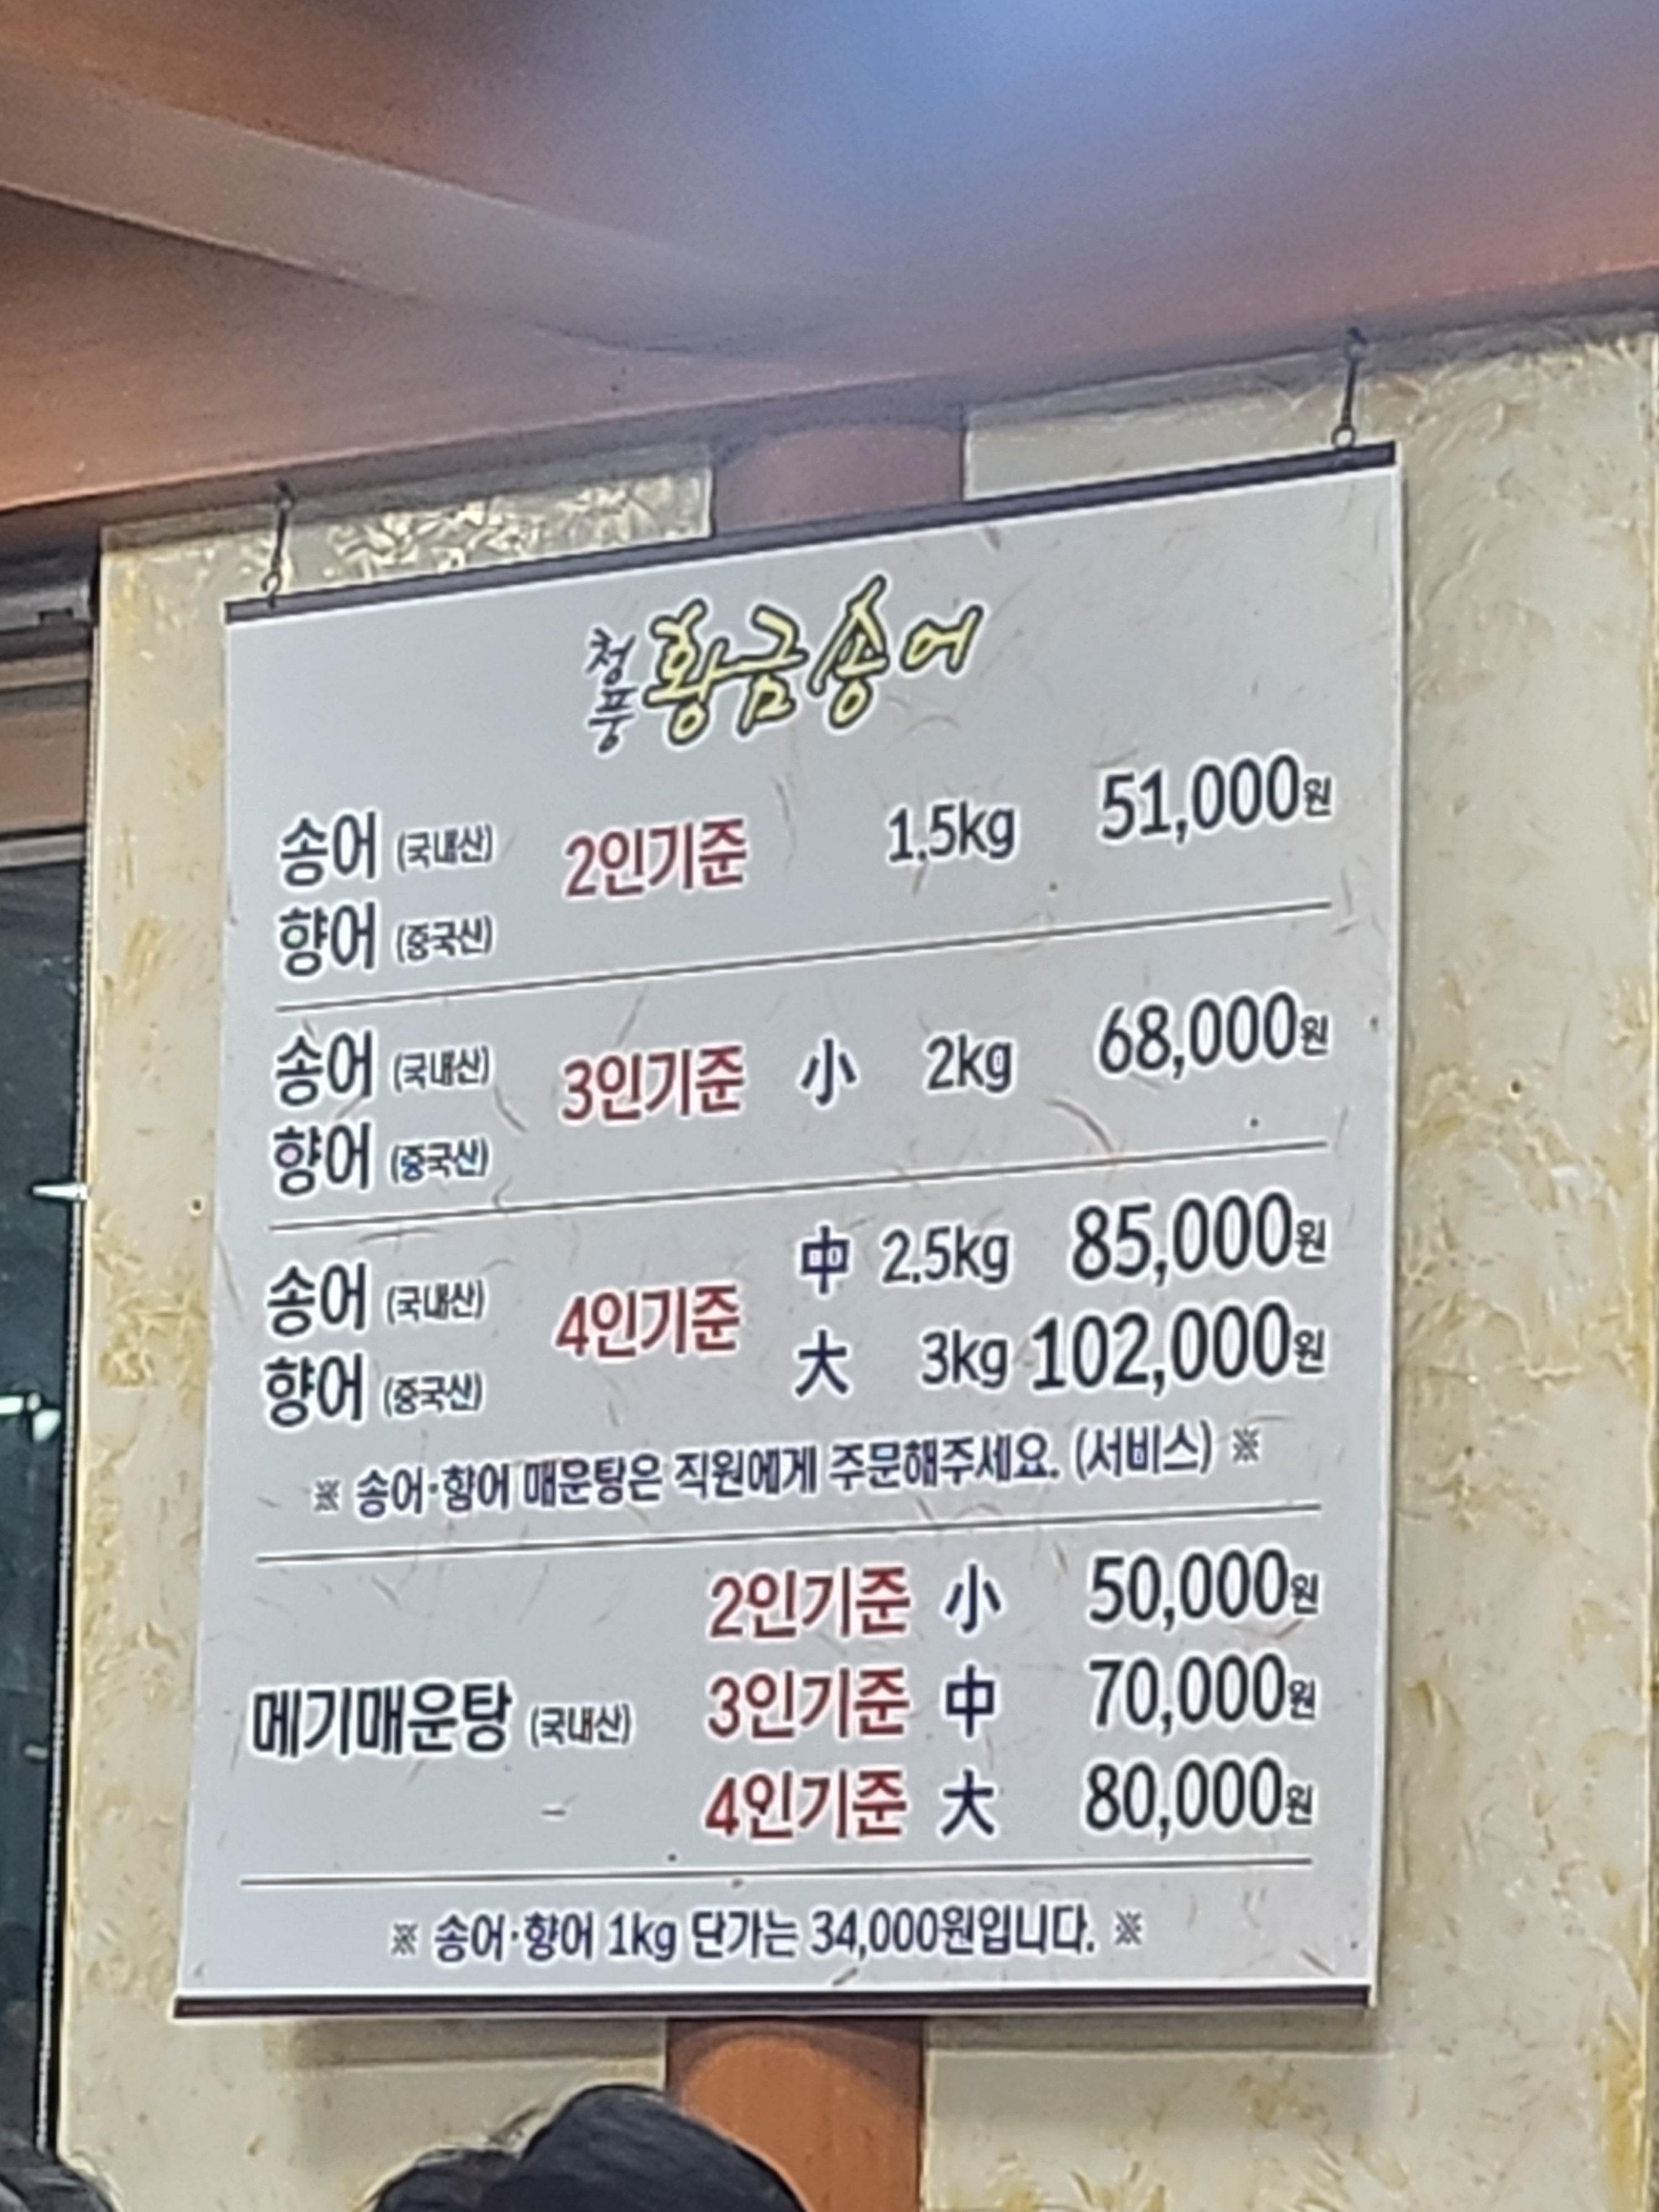 청풍 황금송어
송어 (국내산) 2인기준 1.5kg 51,000원
향어 (중국산)
송어 (국내산) 3인기준 小 2kg 68,000원
향어 (중국산)
中 2.5kg 85,000원
송어 (국내산) 4인기준
大 3kg 102,000원
향어 (중국산)
※ 송어·향어 매운탕은 직원에게 주문해주세요. (서비스) ※
2인기준 小 50,000원
메기매운탕 (국내산) 3인기준 中 70,000원
4인기준 大 80,000원
※ 송어·향어 1kg 단가는 34,000원입니다. ※